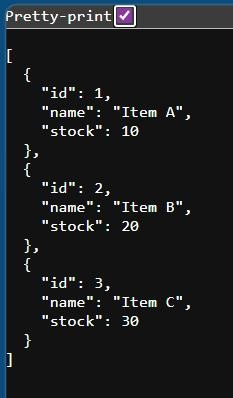 Pretty-print
[
  {
    "id": 1,
    "name": "Item A",
    "stock": 10
  },
  {
    "id": 2,
    "name": "Item B",
    "stock": 20
  },
  {
    "id": 3,
    "name": "Item C",
    "stock": 30
  }
]